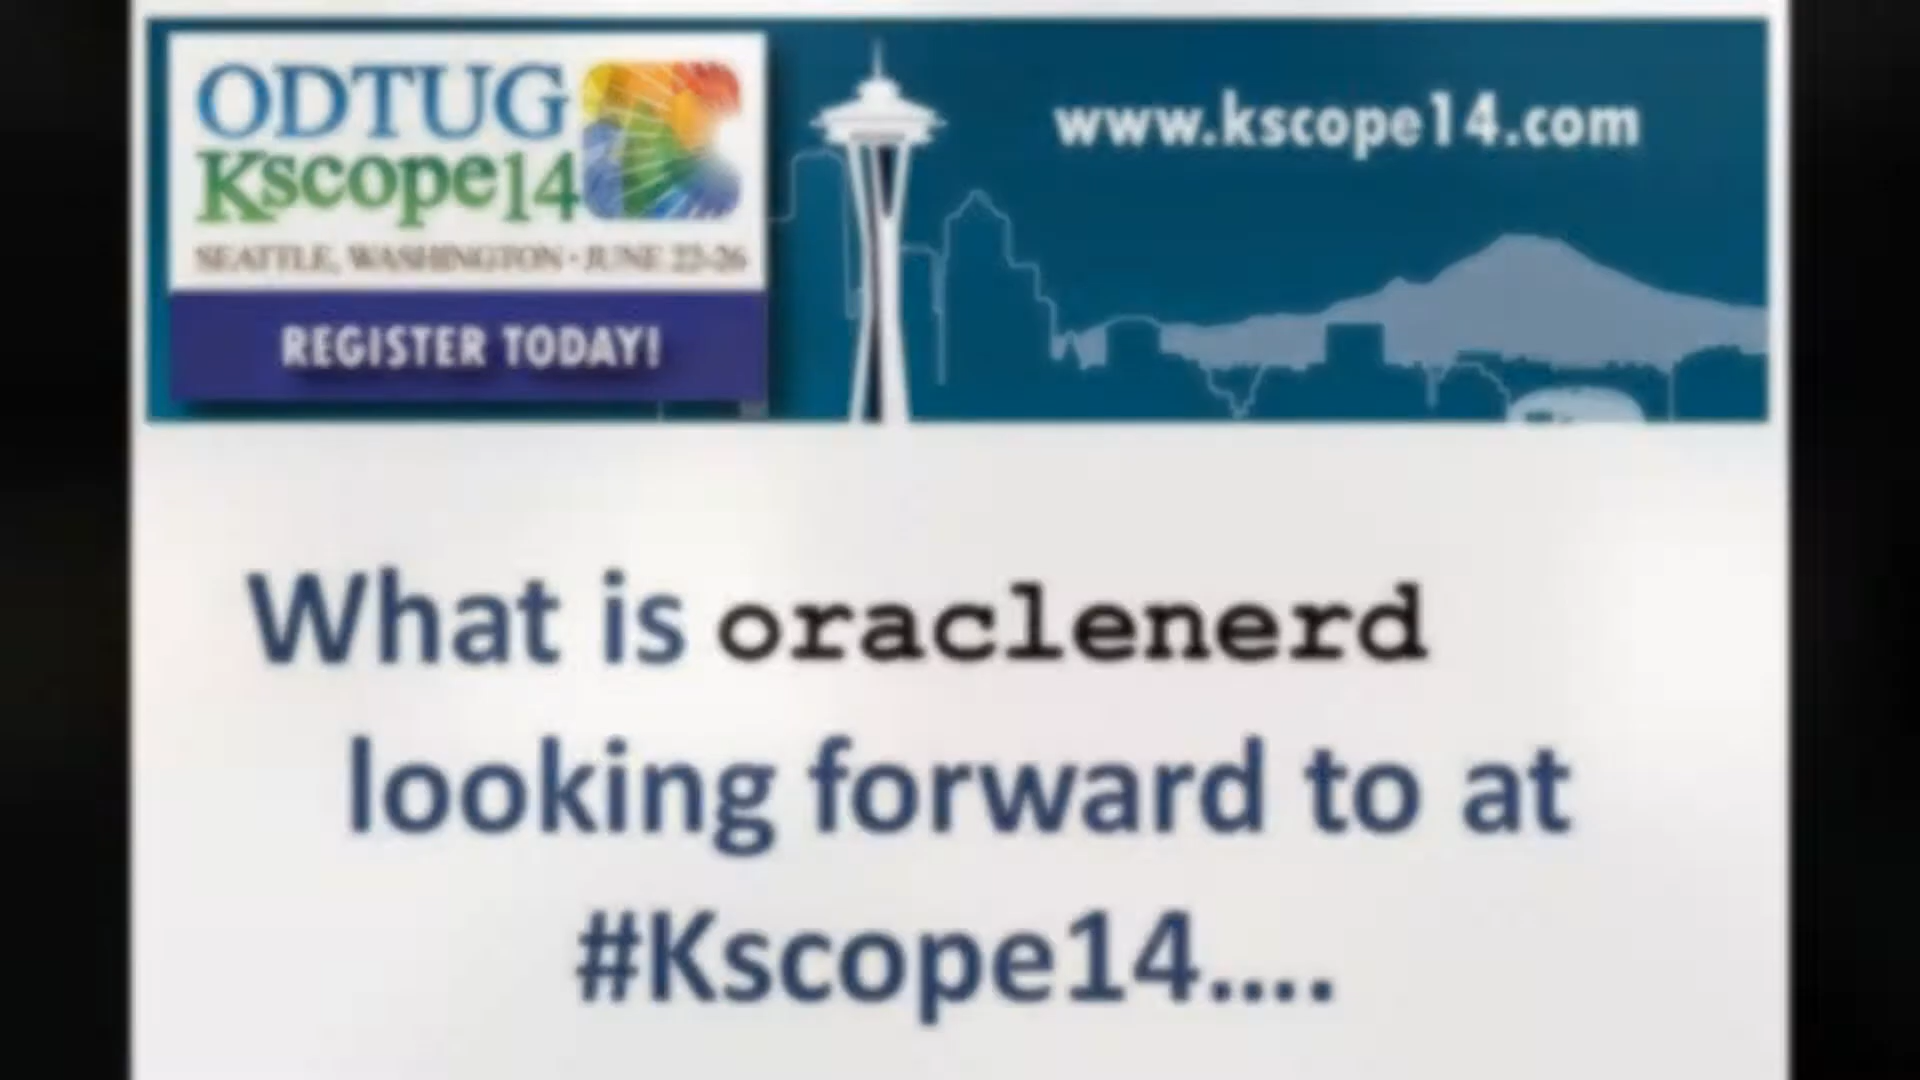 ODTUG
Kscope14
SEATTLE, WASHINGTON · JUNE 22-26
REGISTER TODAY!
www.kscope14.com
What is oraclenerd
looking forward to at
#Kscope14....